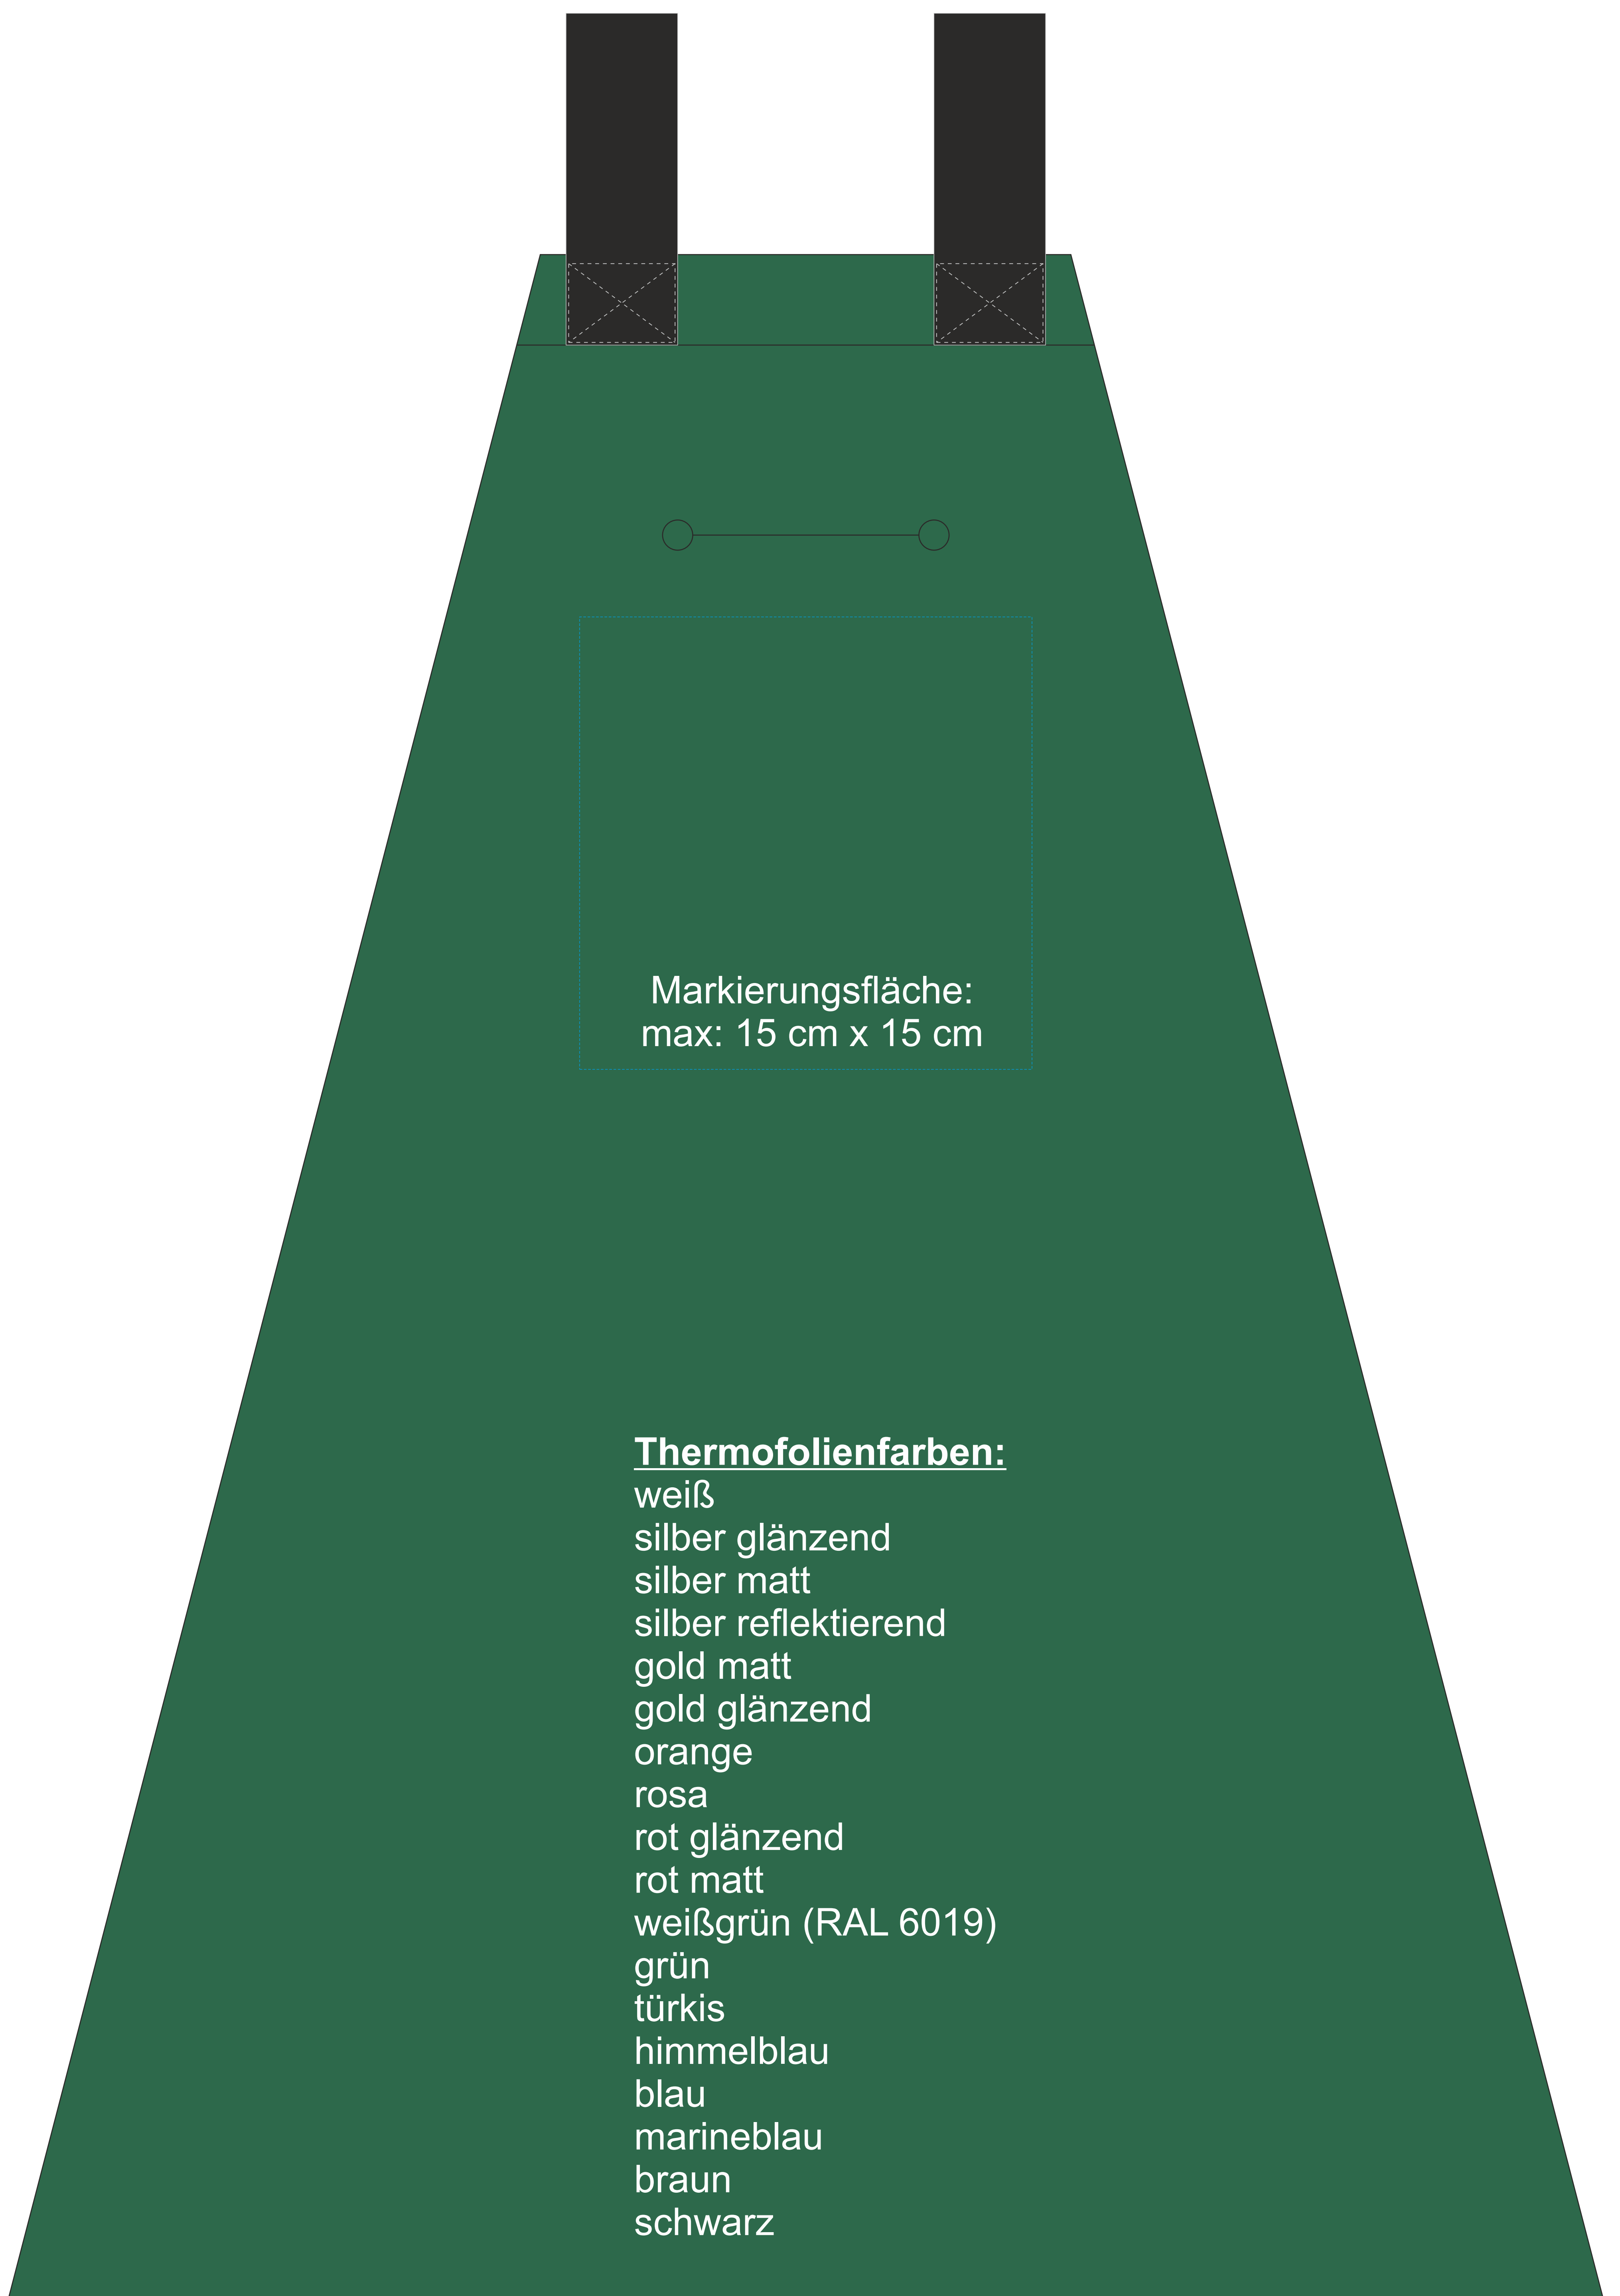 Markierungsfläche:
max: 15 cm x 15 cm
Thermofolienfarben:
weiß
silber glänzend
silber matt
silber reflektierend
gold matt
gold glänzend
orange
rosa
rot glänzend
rot matt
weißgrün (RAL 6019)
grün
türkis
himmelblau
blau
marineblau
braun
schwarz